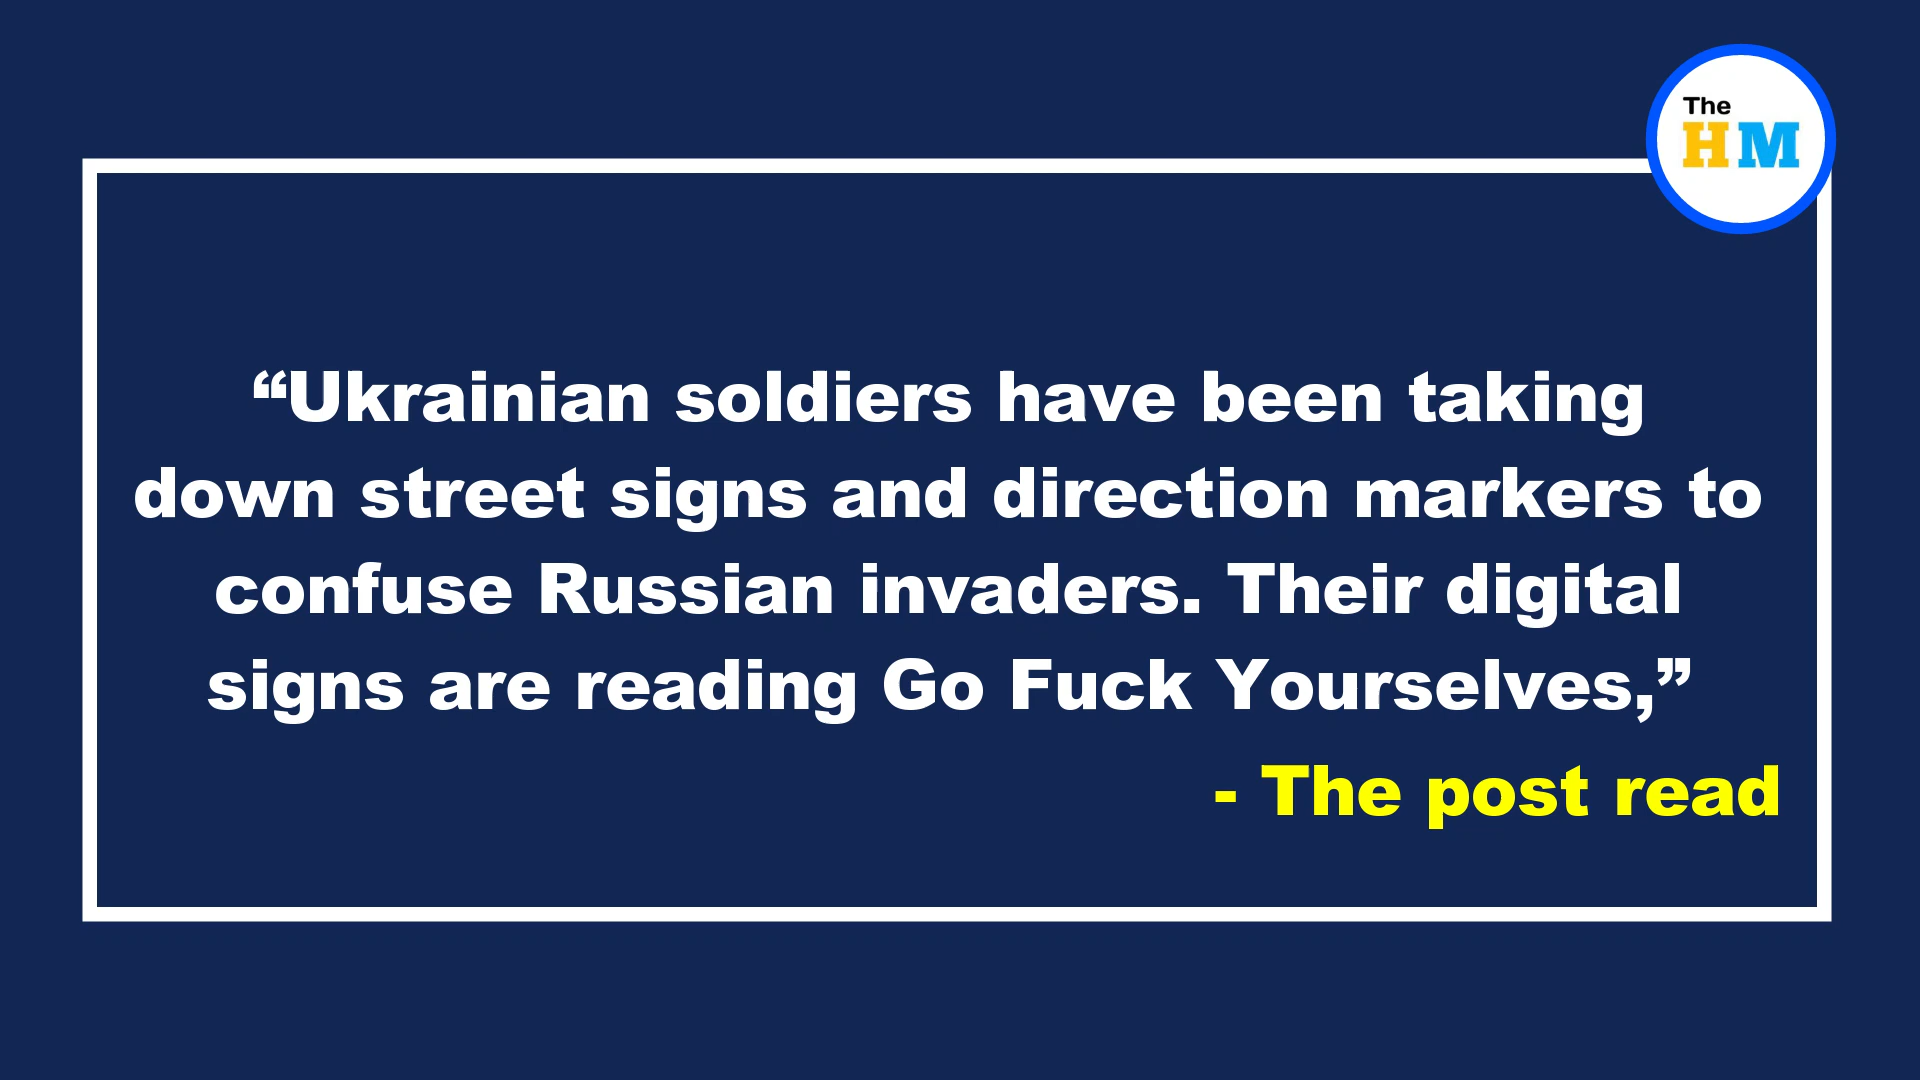 The
HM
“Ukrainian soldiers have been taking
down street signs and direction markers to
confuse Russian invaders. Their digital
signs are reading Go Fuck Yourselves,”
- The post read